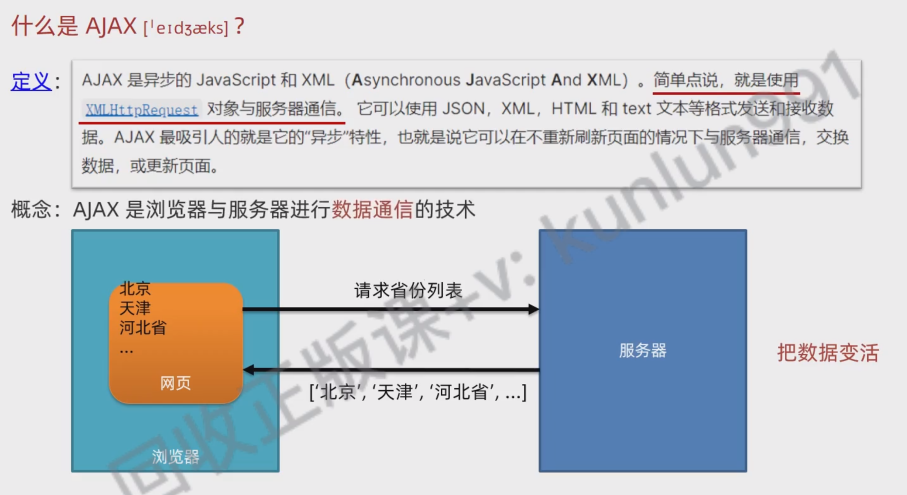 什么是 AJAX [ˈeɪdʒæks]？
定义：
AJAX 是异步的 JavaScript 和 XML（Asynchronous JavaScript And XML）。简单点说，就是使用
XMLHttpRequest 对象与服务器通信。 它可以使用 JSON，XML，HTML 和 text 文本等格式发送和接收数
据。AJAX 最吸引人的就是它的“异步”特性，也就是说它可以在不重新刷新页面的情况下与服务器通信，交换
数据，或更新页面。
概念：AJAX 是浏览器与服务器进行数据通信的技术
北京
天津
河北省
...
网页
浏览器
请求省份列表
[‘北京’, ‘天津’, ‘河北省’, ...]
服务器
把数据变活
回收正版课+v: kunlun991